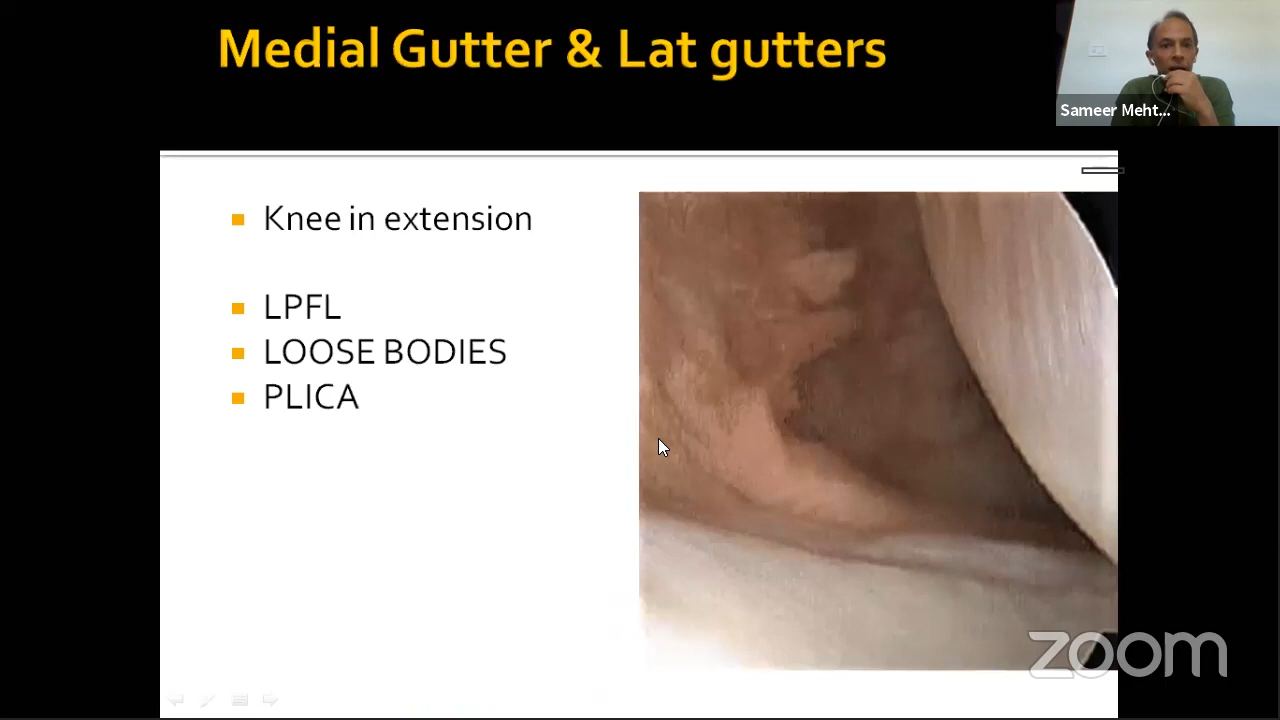 Medial Gutter & Lat gutters
Sameer Meht...
Knee in extension
LPFL
LOOSE BODIES
PLICA
zoom